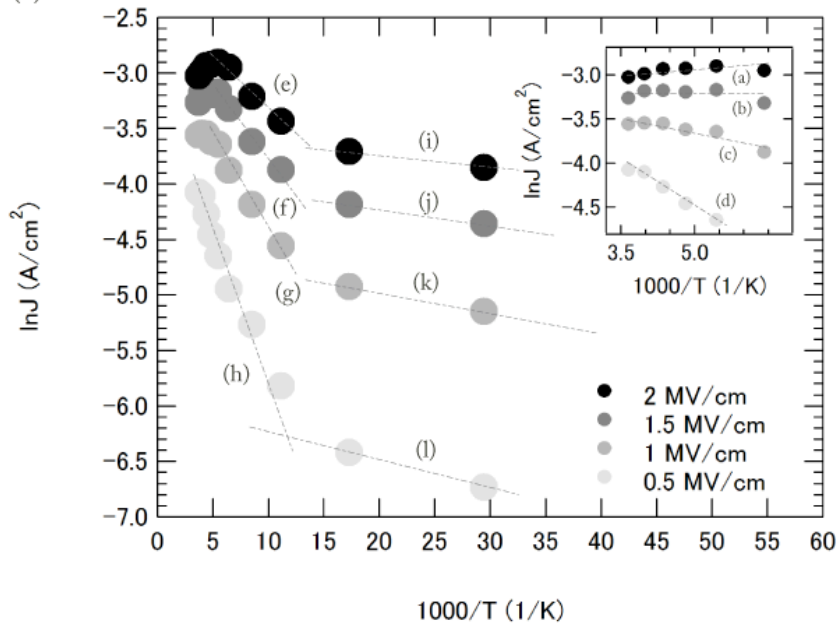 −2.5
−3.0
−3.5
−4.0
−4.5
−5.0
−5.5
−6.0
−6.5
−7.0
lnJ (A/cm²)
0 5 10 15 20 25 30 35 40 45 50 55 60
1000/T (1/K)
(e)
(f)
(g)
(h)
(i)
(j)
(k)
(l)
−3.0
−3.5
−4.0
−4.5
lnJ (A/cm²)
(a)
(b)
(c)
(d)
3.5 5.0
1000/T (1/K)
2 MV/cm
1.5 MV/cm
1 MV/cm
0.5 MV/cm